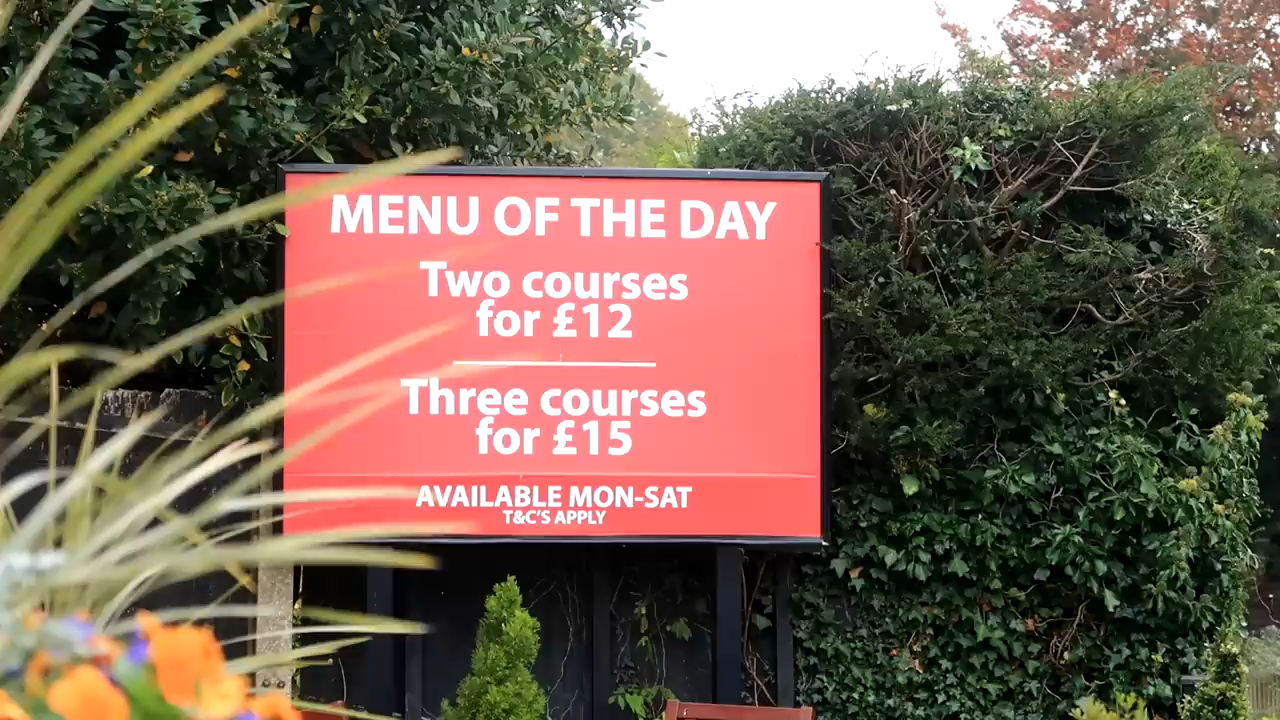 MENU OF THE DAY
Two courses
for £12
Three courses
for £15
AVAILABLE MON-SAT
T&C'S APPLY